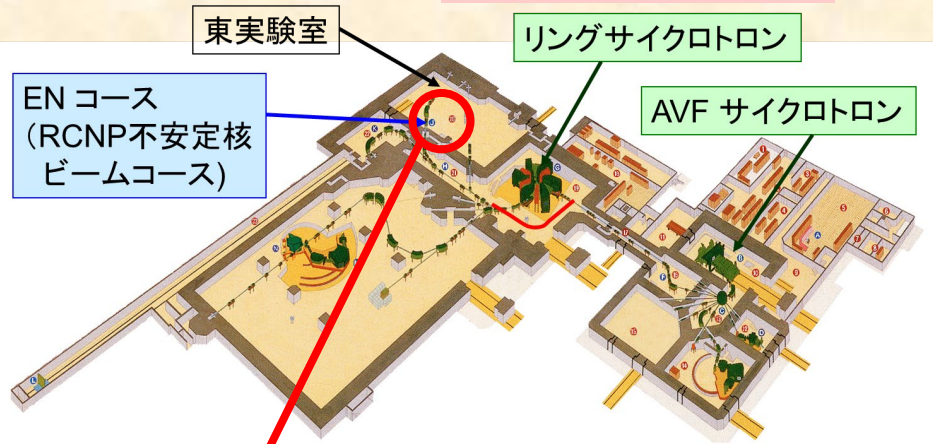 東実験室
リングサイクロトロン
EN コース
（RCNP不安定核
ビームコース)
AVF サイクロトロン